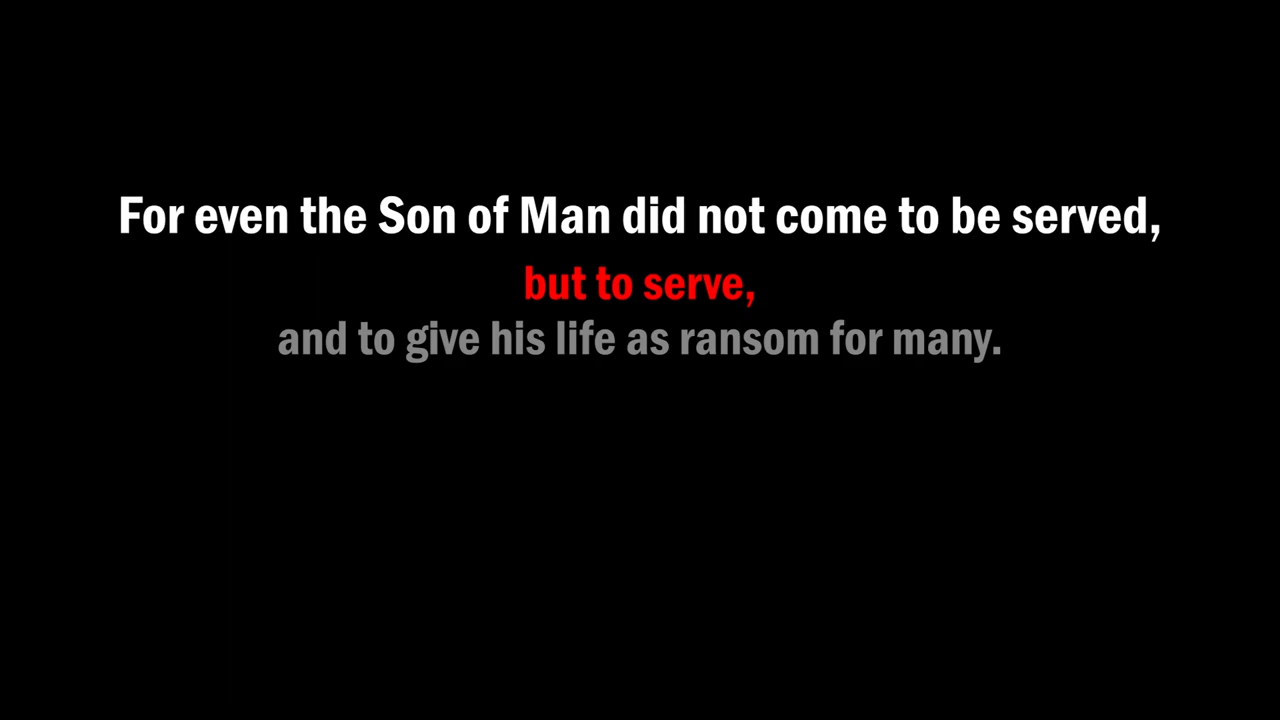 For even the Son of Man did not come to be served,
but to serve,
and to give his life as ransom for many.